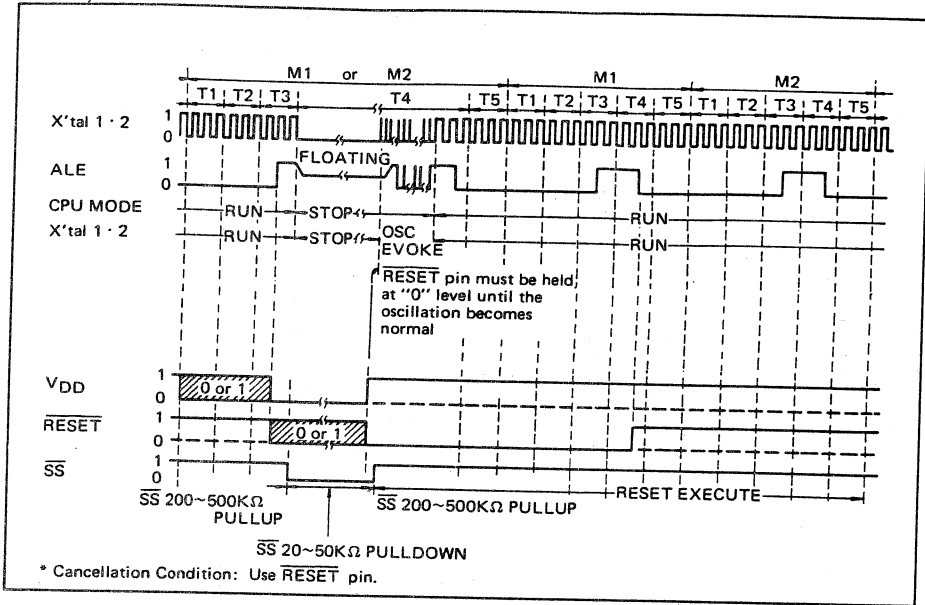 M1 or M2 M1 M2
T1 T2 T3 T4 T5 T1 T2 T3 T4 T5 T1 T2 T3 T4 T5
X'tal 1 · 2 1
0
FLOATING
ALE 1
0
CPU MODE RUN STOP RUN
X'tal 1 · 2 RUN STOP OSC EVOKE RUN
RESET pin must be held
at "0" level until the
oscillation becomes
normal
VDD 1 0 or 1
0
RESET 1
0 0 or 1
SS 1
0
SS 200~500KΩ
PULLUP
SS 200~500KΩ PULLUP
RESET EXECUTE
SS 20~50KΩ PULLDOWN
* Cancellation Condition: Use RESET pin.